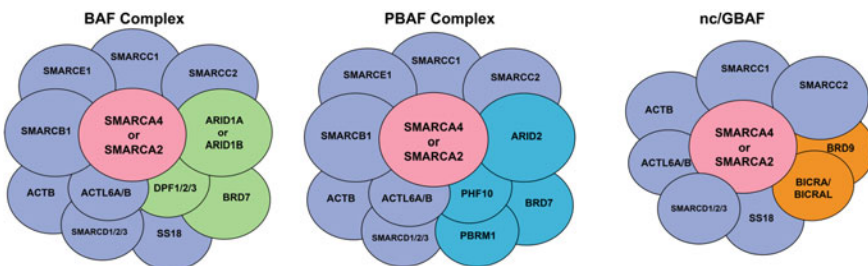 BAF Complex
SMARCC1
SMARCE1
SMARCC2
SMARCB1
SMARCA4
or
SMARCA2
ARID1A
or
ARID1B
ACTB
ACTL6A/B
DPF1/2/3
BRD7
SMARCD1/2/3
SS18
PBAF Complex
SMARCC1
SMARCE1
SMARCC2
SMARCB1
SMARCA4
or
SMARCA2
ARID2
ACTB
ACTL6A/B
PHF10
BRD7
SMARCD1/2/3
PBRM1
nc/GBAF
SMARCC1
SMARCC2
ACTB
SMARCA4
or
SMARCA2
BRD9
ACTL6A/B
BICRA/
BICRAL
SMARCD1/2/3
SS18